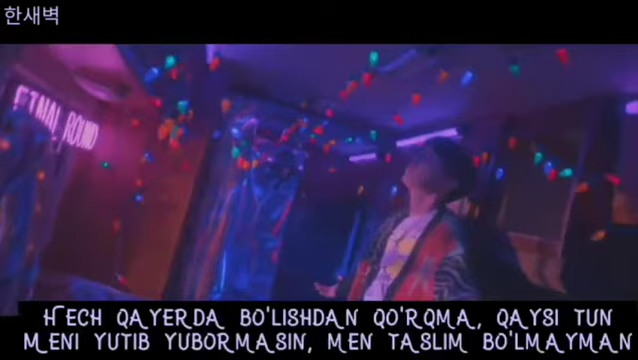 한새벽
FINAL ROUND
HECH QAYERDA BO'LISHDAN QO'RQMA, QAYSI TUN
MENI YUTIB YUBORMASIN, MEN TASLIM BO'LMAYMAN